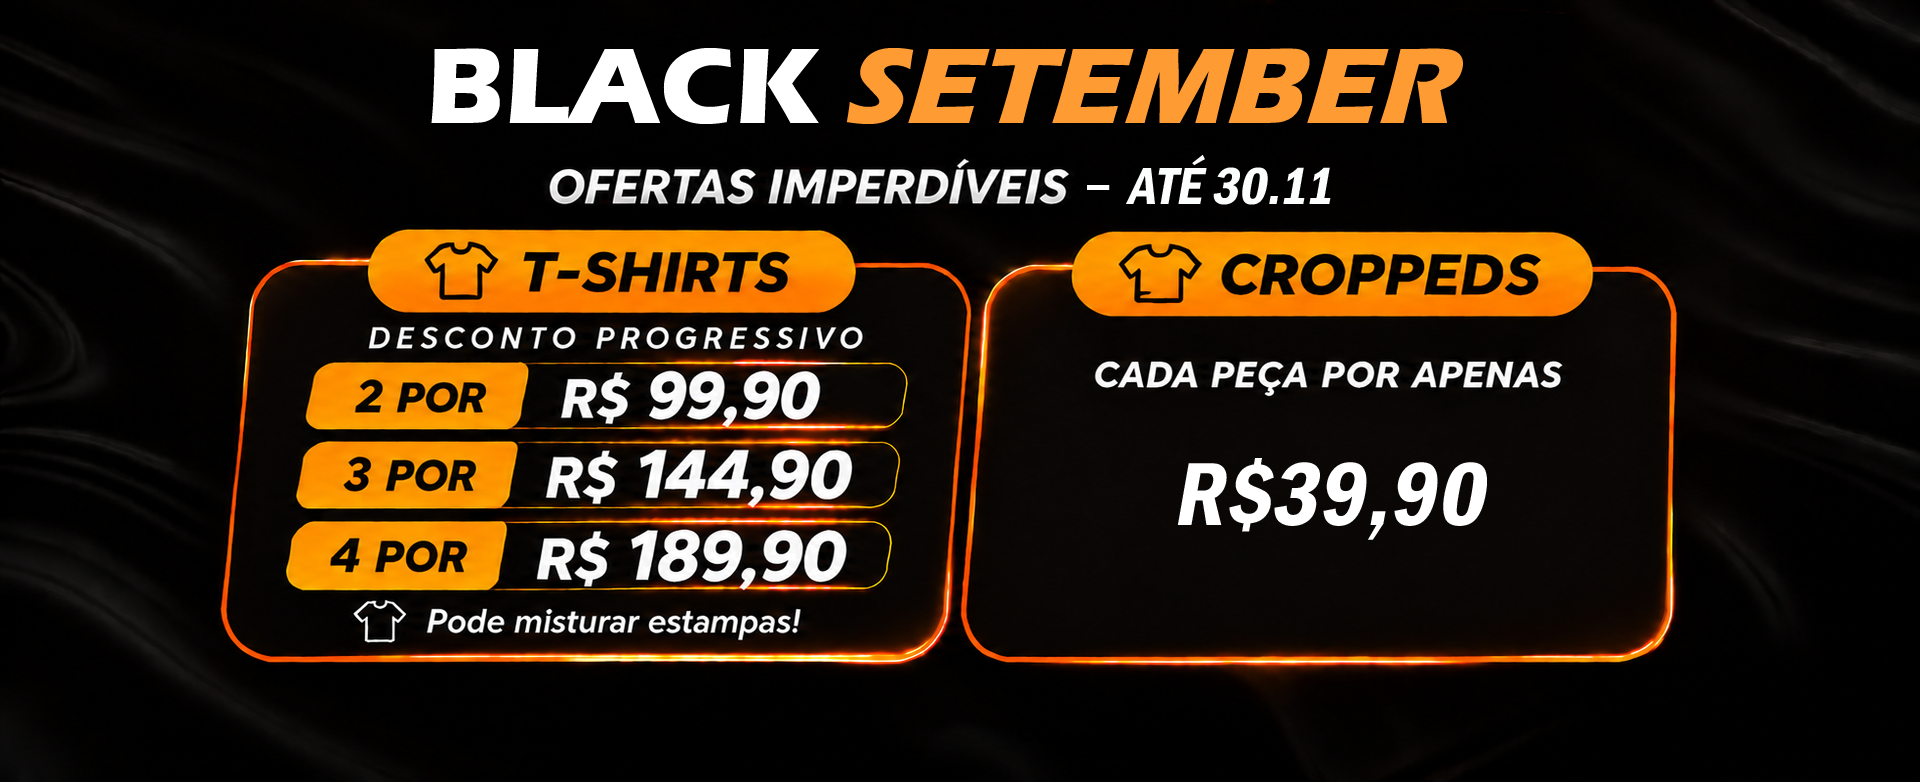 BLACK SETEMBER
OFERTAS IMPERDÍVEIS – ATÉ 30.11
T-SHIRTS
DESCONTO PROGRESSIVO
2 POR R$ 99,90
3 POR R$ 144,90
4 POR R$ 189,90
Pode misturar estampas!
CROPPEDS
CADA PEÇA POR APENAS
R$39,90